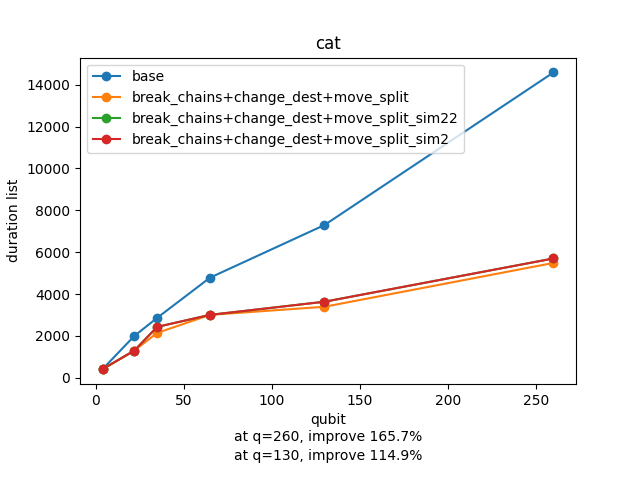 cat
base
break_chains+change_dest+move_split
break_chains+change_dest+move_split_sim22
break_chains+change_dest+move_split_sim2
duration list
14000
12000
10000
8000
6000
4000
2000
0
0 50 100 150 200 250
qubit
at q=260, improve 165.7%
at q=130, improve 114.9%